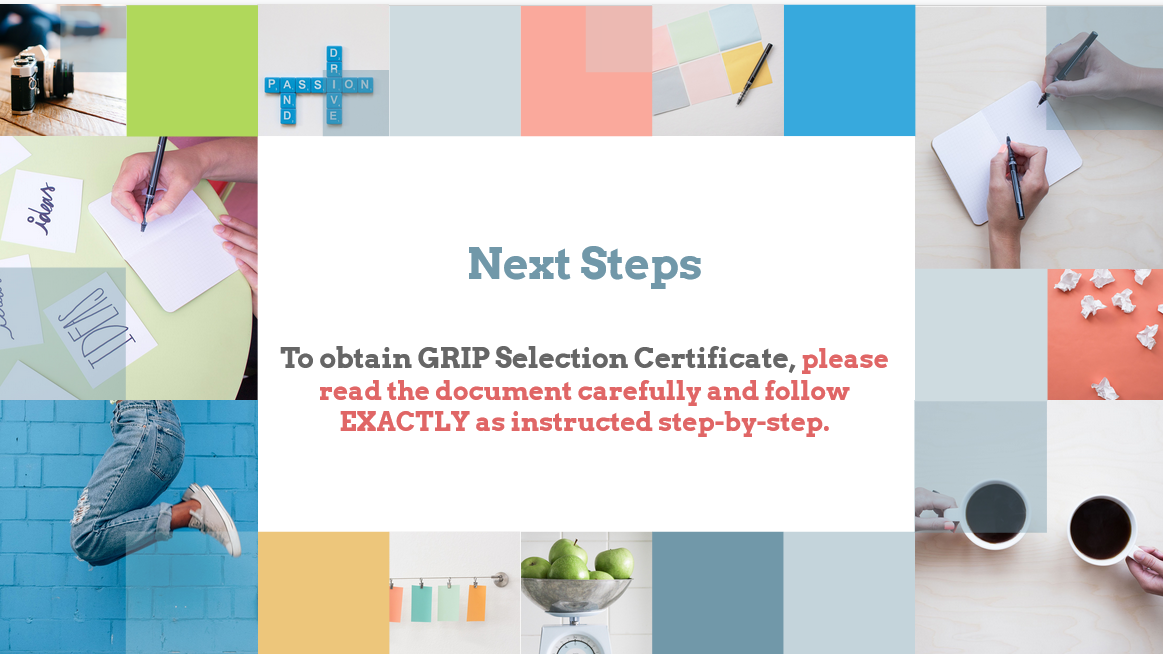 DRIVE
PASSION
AND
ideas
IDEAS
Next Steps
To obtain GRIP Selection Certificate, please
read the document carefully and follow
EXACTLY as instructed step-by-step.